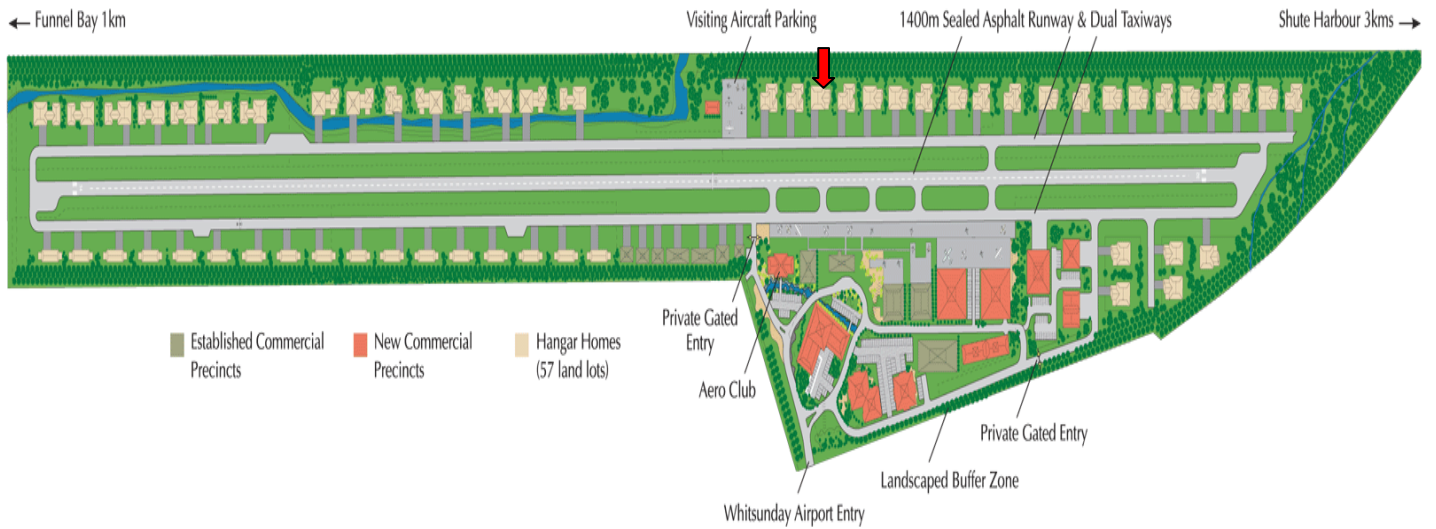 Funnel Bay 1km
Visiting Aircraft Parking
1400m Sealed Asphalt Runway & Dual Taxiways
Shute Harbour 3kms
Established Commercial
Precincts
New Commercial
Precincts
Hangar Homes
(57 land lots)
Private Gated
Entry
Aero Club
Private Gated Entry
Landscaped Buffer Zone
Whitsunday Airport Entry